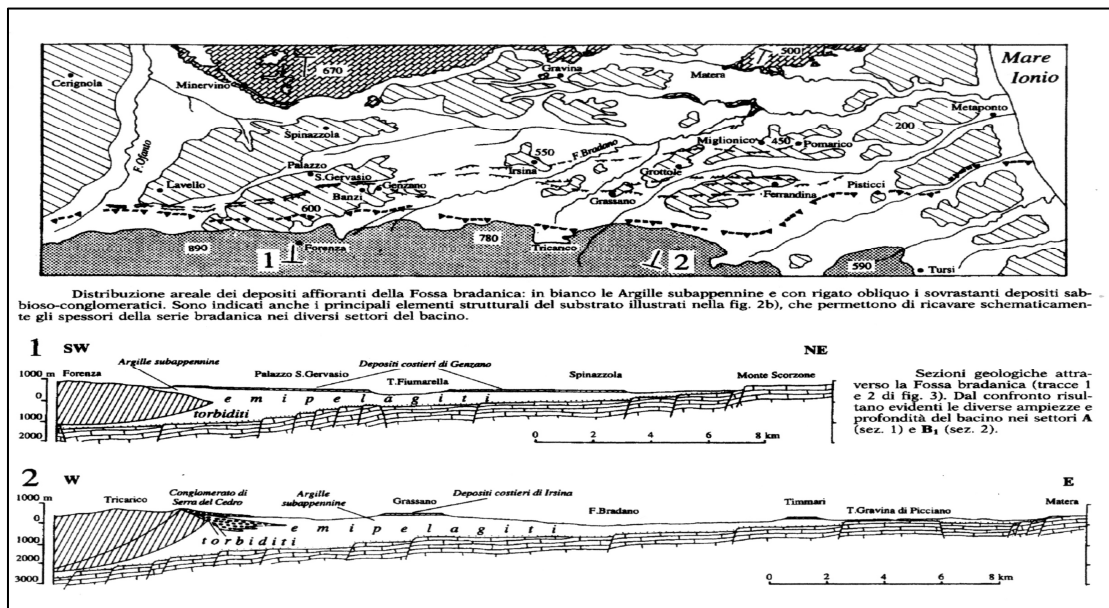 Cerignola
Minervino
670
Gravina
Matera
500
Mare
Ionio
Metaponto
F. Ofanto
Spinazzola
Palazzo
S. Gervasio
Lavello
Banzi
Genzano
600
550
Irsina
F. Bradano
Miglionico
450
Pomarico
200
Grottole
Grassano
Ferrandina
Pisticci
890
1
Forenza
780
Tricarico
2
590
Tursi
Distribuzione areale dei depositi affioranti della Fossa bradanica: in bianco le Argille subappennine e con rigato obliquo i sovrastanti depositi sab-
bioso-conglomeratici. Sono indicati anche i principali elementi strutturali del substrato illustrati nella fig. 2b), che permettono di ricavare schematicamen-
te gli spessori della serie bradanica nei diversi settori del bacino.
1 SW
NE
Argille subappennine
Depositi costieri di Genzano
1000 m
Forenza
Palazzo S. Gervasio
T. Fiumarella
Spinazzola
Monte Scorzone
0
1000
2000
emipelagiti
torbiditi
0 2 4 6 8 km
Sezioni geologiche attra-
verso la Fossa bradanica (tracce 1
e 2 di fig. 3). Dal confronto risul-
tano evidenti le diverse ampiezze e
profondità del bacino nei settori A
(sez. 1) e B1 (sez. 2).
2 W
E
1000 m
Tricarico
Conglomerato di
Serra del Cedro
Argille
subappennine
Grassano
Depositi costieri di Irsina
F. Bradano
Timmari
T. Gravina di Picciano
Matera
0
1000
2000
3000
emipelagiti
torbiditi
0 2 4 6 8 km